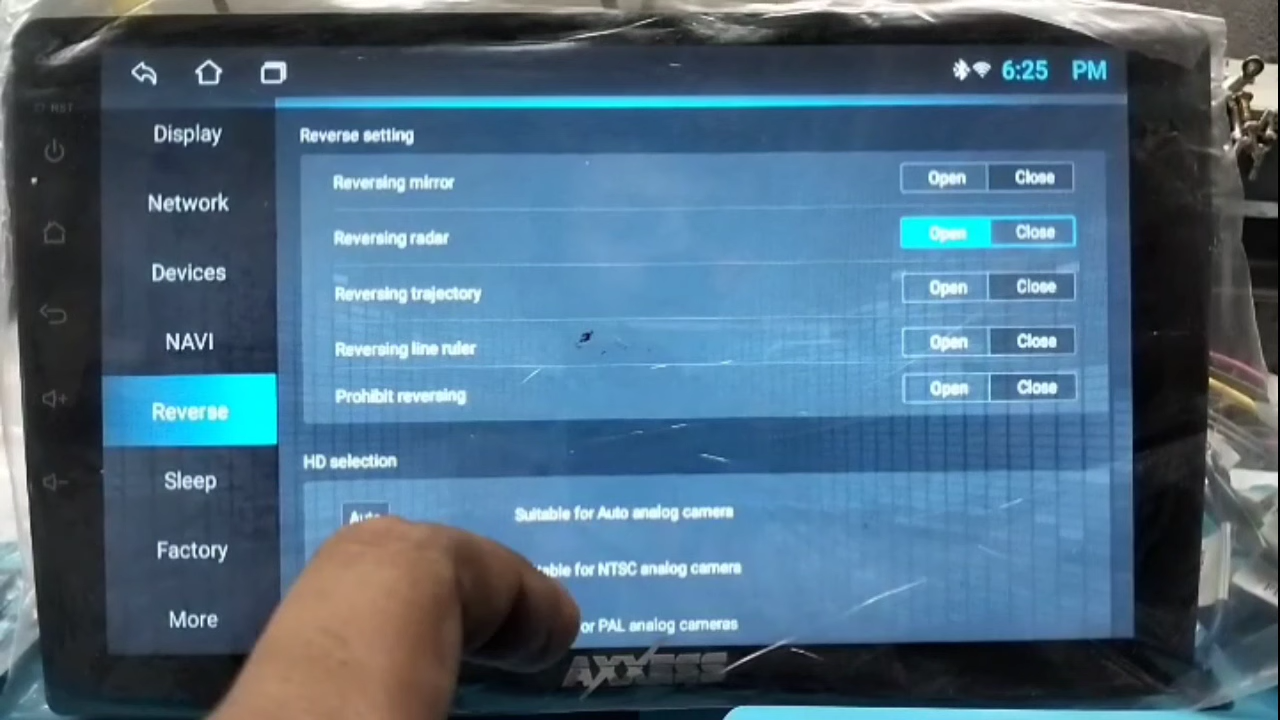 6:25 PM
RST
Display
Network
Devices
NAVI
Reverse
Sleep
Factory
More
Reverse setting
Reversing mirror Open Close
Reversing radar Open Close
Reversing trajectory Open Close
Reversing line ruler Open Close
Prohibit reversing Open Close
HD selection
Auto Suitable for Auto analog camera
for NTSC analog camera
PAL analog cameras
AXXESS